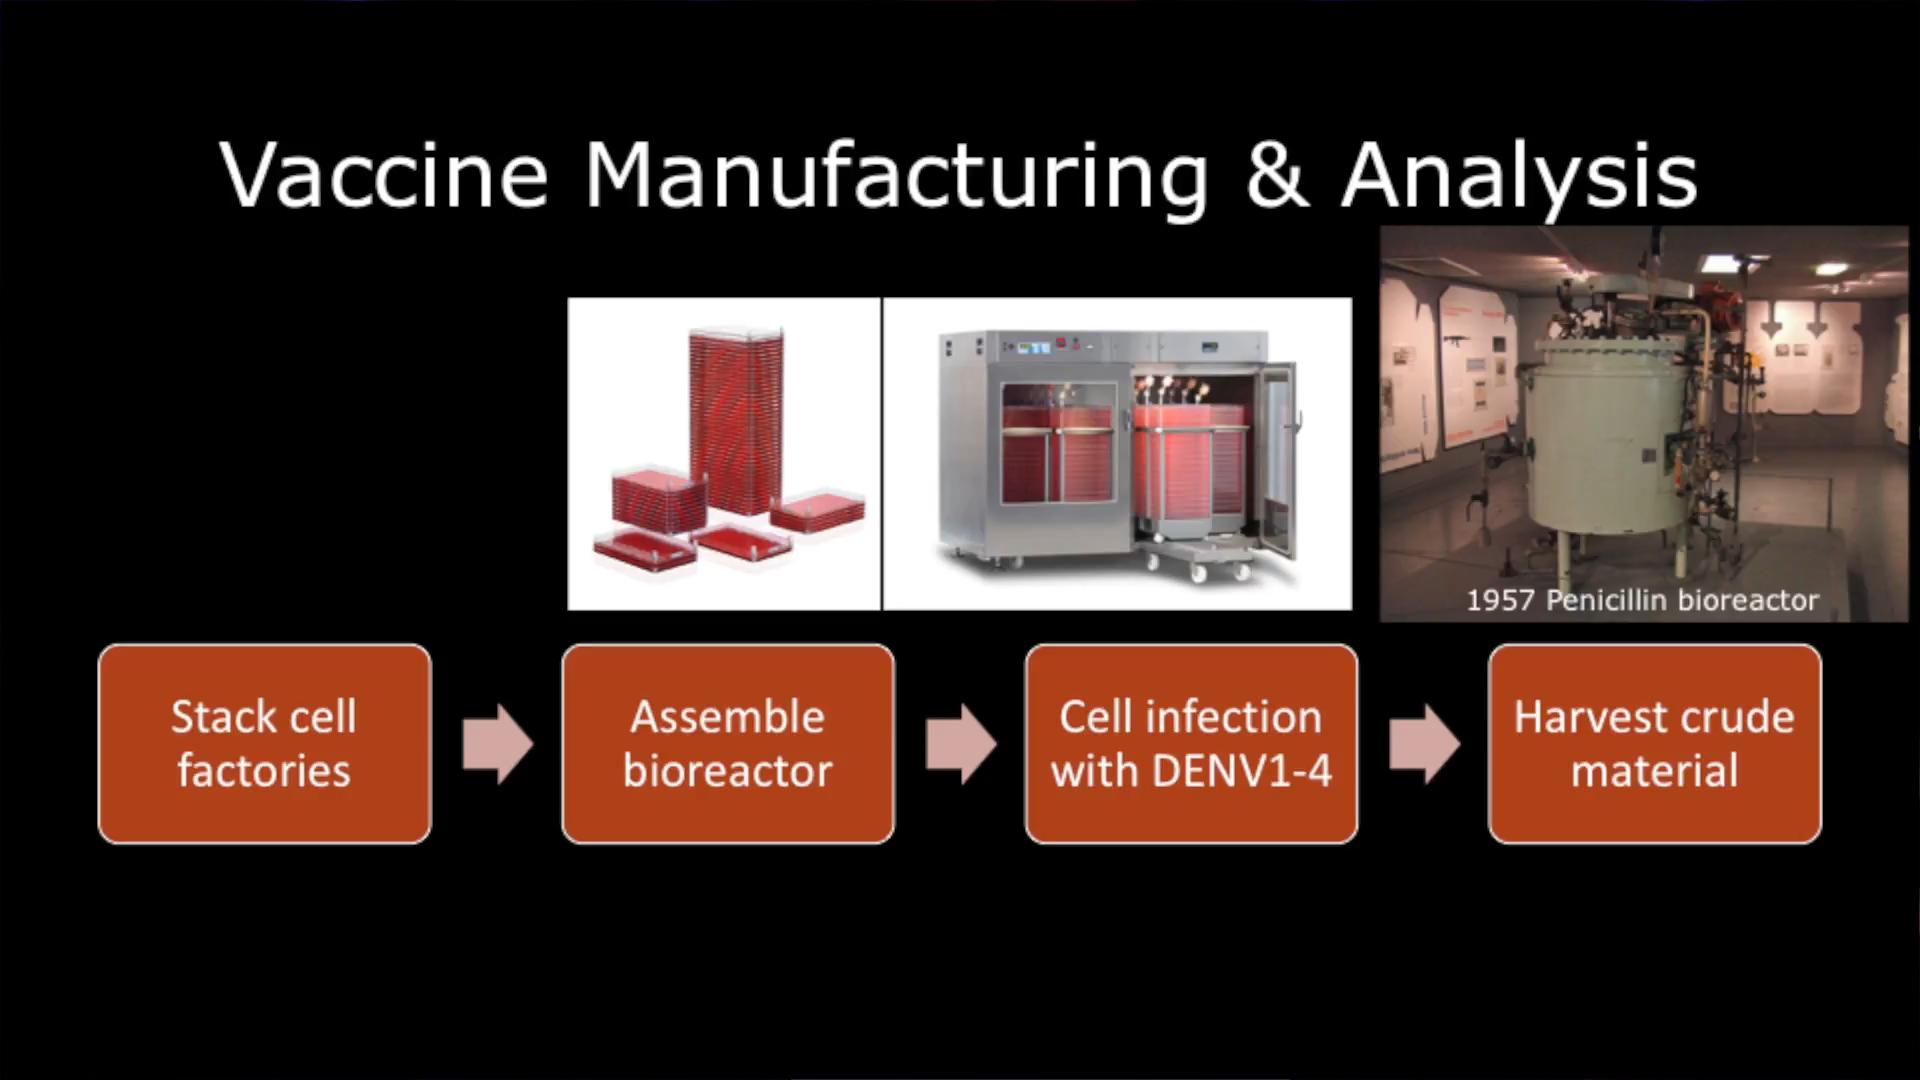 Vaccine Manufacturing & Analysis
1957 Penicillin bioreactor
Stack cell
factories
Assemble
bioreactor
Cell infection
with DENV1-4
Harvest crude
material